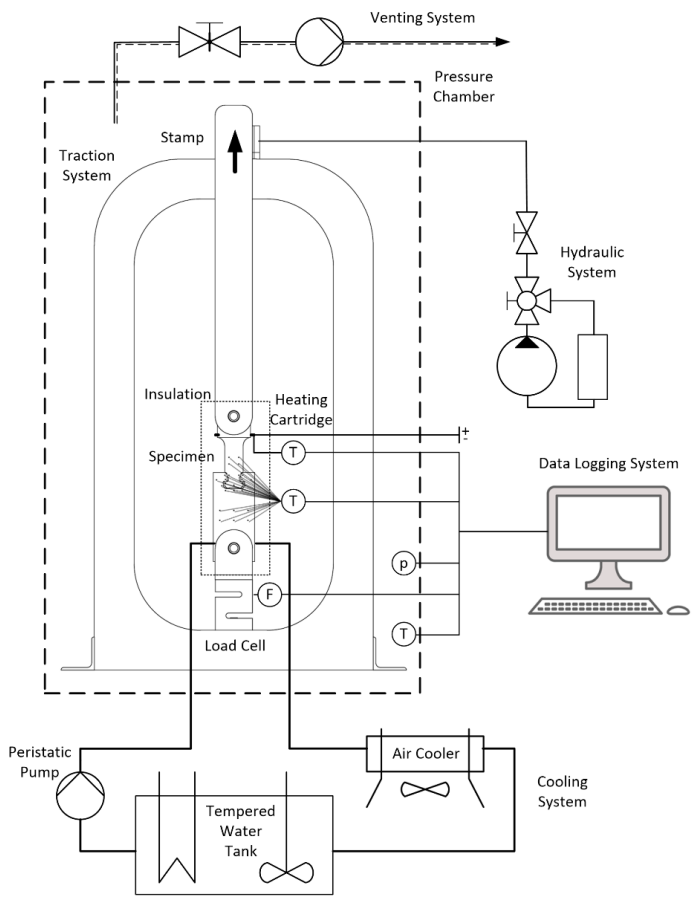 Venting System
Pressure
Chamber
Stamp
Traction
System
Hydraulic
System
Insulation
Heating
Cartridge
+
-
T
Specimen
Data Logging System
T
p
F
T
Load Cell
Peristatic
Pump
Air Cooler
Cooling
System
Tempered
Water
Tank